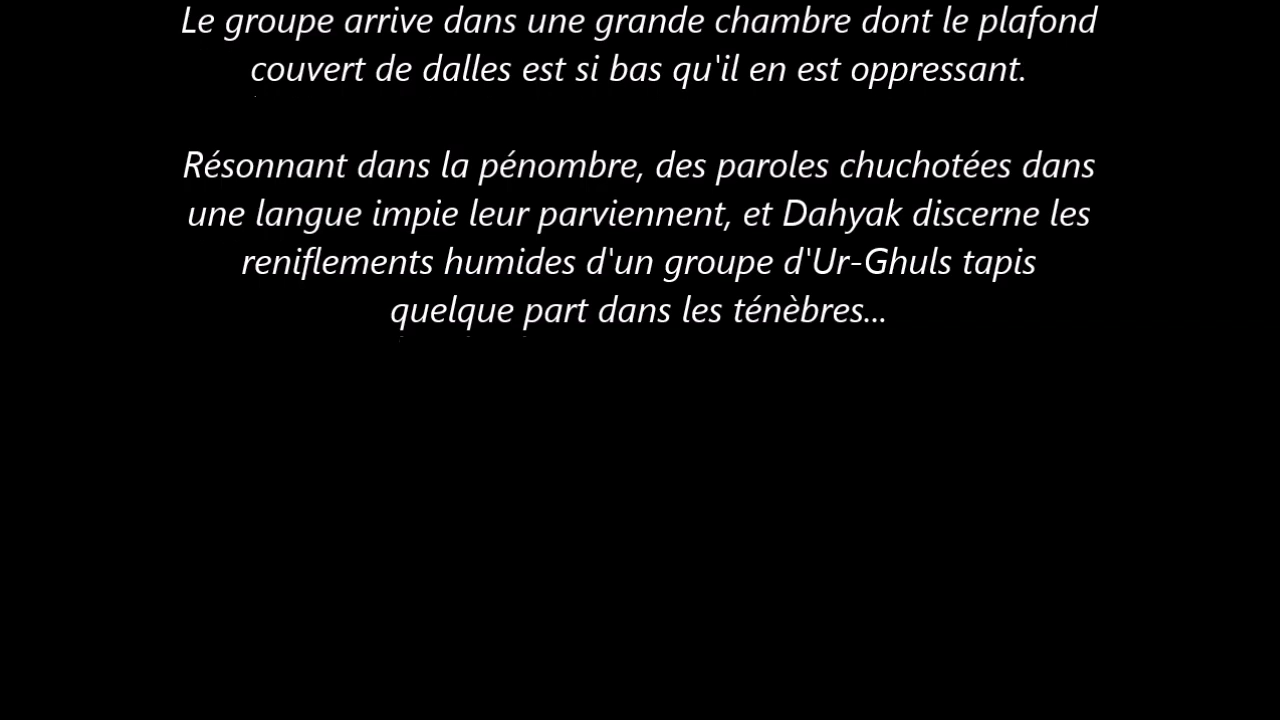 Le groupe arrive dans une grande chambre dont le plafond
couvert de dalles est si bas qu'il en est oppressant.
Résonnant dans la pénombre, des paroles chuchotées dans
une langue impie leur parviennent, et Dahyak discerne les
reniflements humides d'un groupe d'Ur-Ghuls tapis
quelque part dans les ténèbres...